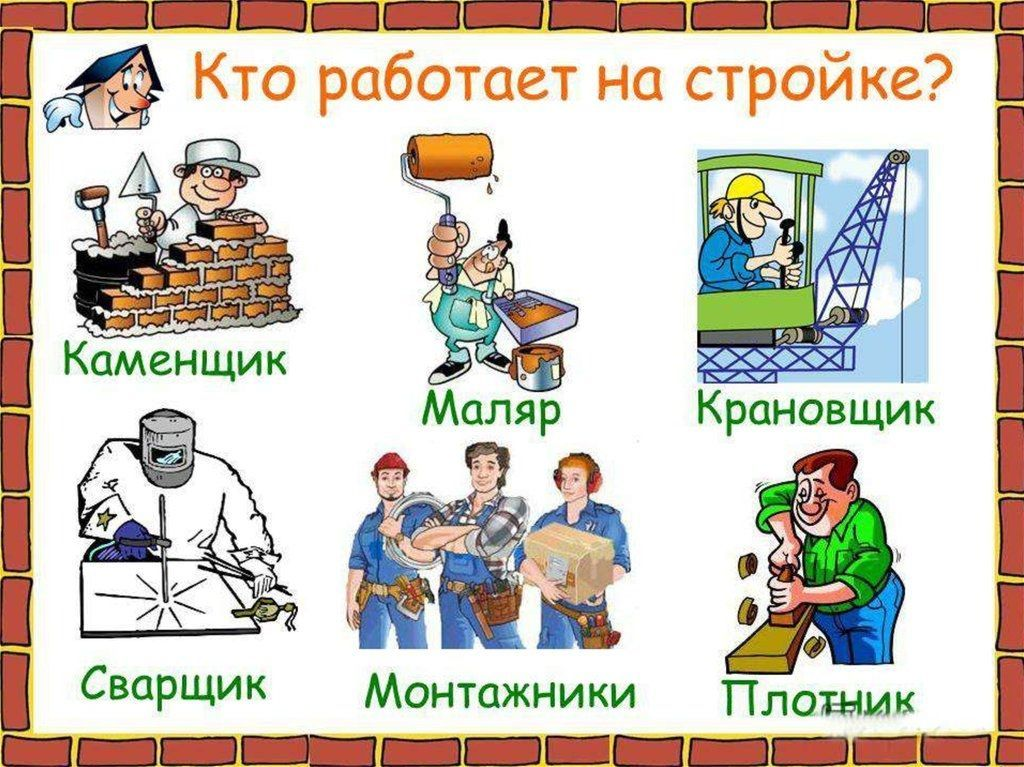 Кто работает на стройке?
Каменщик
Маляр
Крановщик
Сварщик
Монтажники
Плотник